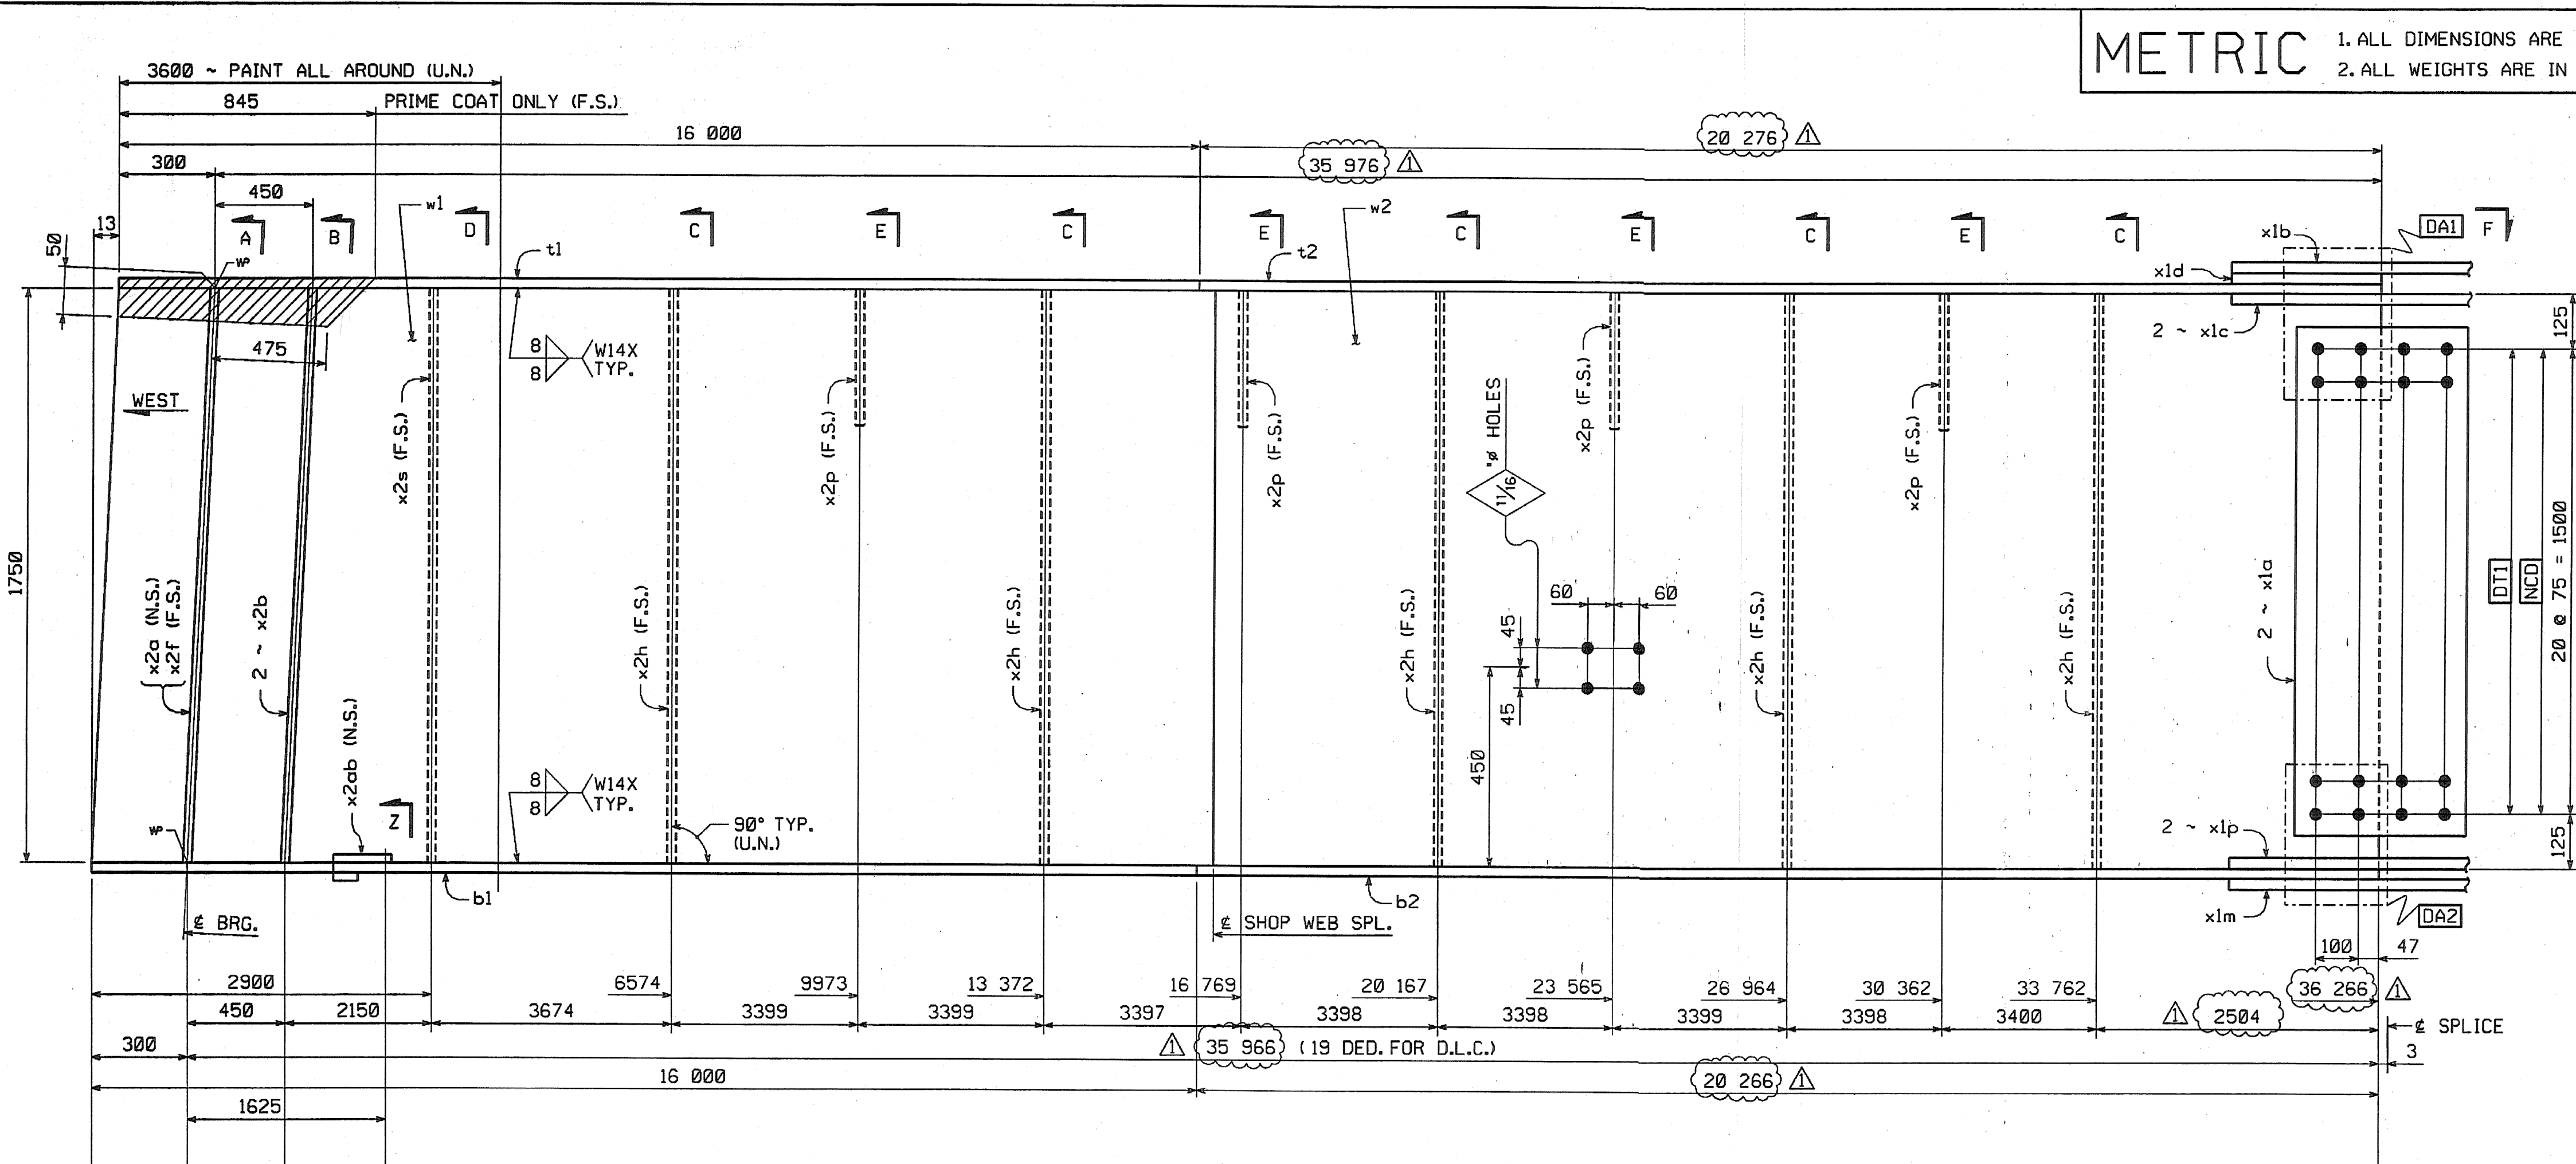 METRIC
1. ALL DIMENSIONS ARE
2. ALL WEIGHTS ARE IN
3600 ~ PAINT ALL AROUND (U.N.)
845
PRIME COAT ONLY (F.S.)
16 000
20 276
1
300
35 976
1
450
13
50
A
B
w1
D
C
E
C
E
w2
C
E
C
E
C
x1b
DA1
F
WP
t1
t2
x1d
2 ~ x1c
125
475
8
8
W14X
TYP.
WEST
x2s (F.S.)
x2p (F.S.)
x2p (F.S.)
"ø HOLES
11/16
x2p (F.S.)
x2p (F.S.)
1750
x2a (N.S.)
x2f (F.S.)
2 ~ x2b
x2h (F.S.)
x2h (F.S.)
x2h (F.S.)
60
60
45
45
450
x2h (F.S.)
x2h (F.S.)
2 ~ x1a
DT1
NCD
20 @ 75 = 1500
x2ab (N.S.)
Z
WP
8
8
W14X
TYP.
90° TYP.
(U.N.)
2 ~ x1p
125
b1
b2
x1m
DA2
℄ BRG.
℄ SHOP WEB SPL.
100
47
2900
6574
9973
13 372
16 769
20 167
23 565
26 964
30 362
33 762
36 266
1
450
2150
3674
3399
3399
3397
3398
3398
3399
3398
3400
1
2504
℄ SPLICE
300
1
35 966
(19 DED. FOR D.L.C.)
3
16 000
20 266
1
1625